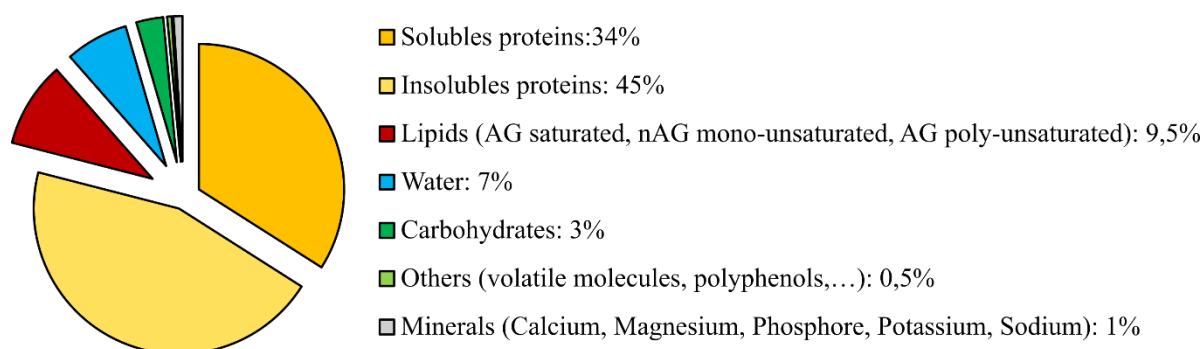 Solubles proteins:34%
Insolubles proteins: 45%
Lipids (AG saturated, nAG mono-unsaturated, AG poly-unsaturated): 9,5%
Water: 7%
Carbohydrates: 3%
Others (volatile molecules, polyphenols,…): 0,5%
Minerals (Calcium, Magnesium, Phosphore, Potassium, Sodium): 1%